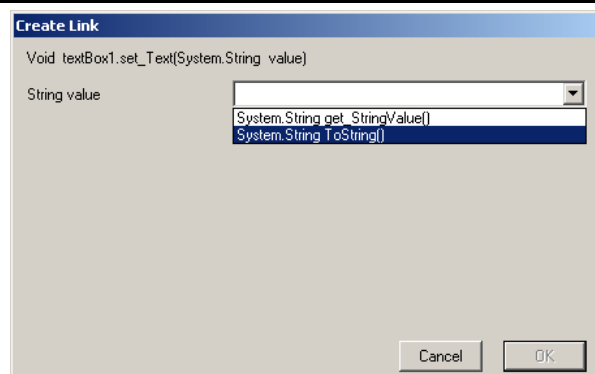 Create Link
Void textBox1.set_Text(System.String value)
String value
System.String get_StringValue()
System.String ToString()
Cancel OK